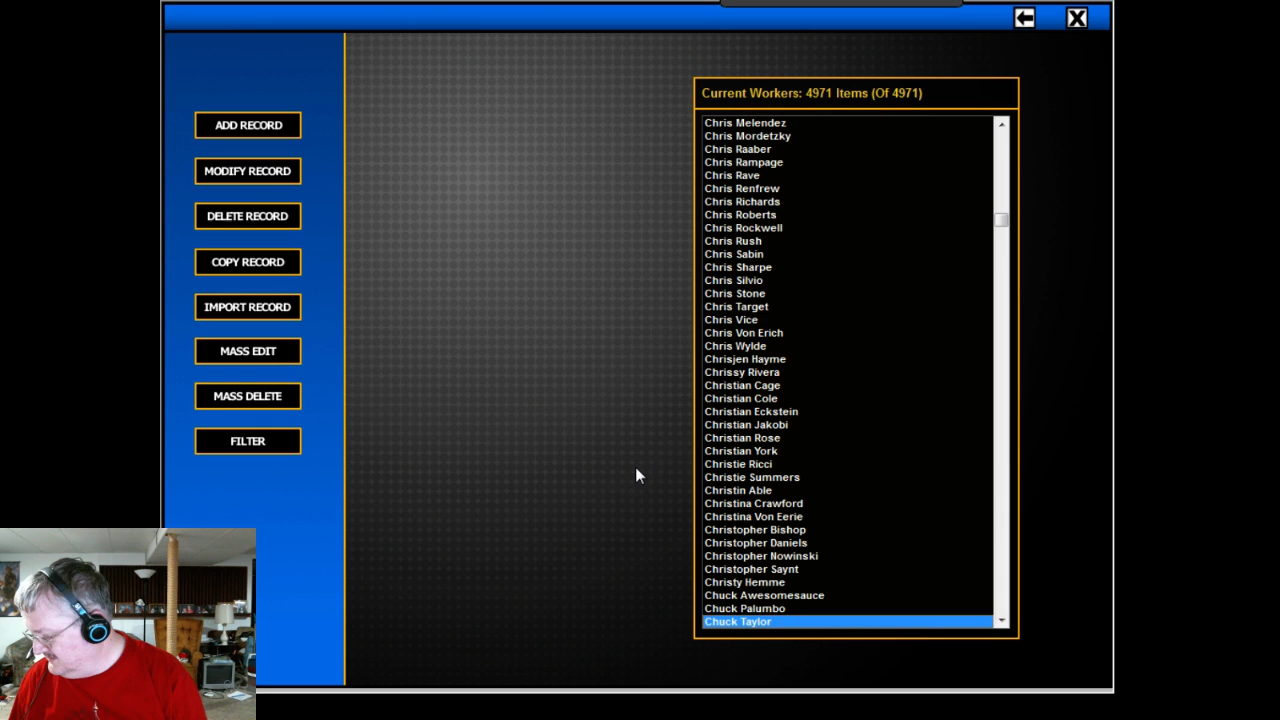 ADD RECORD
MODIFY RECORD
DELETE RECORD
COPY RECORD
IMPORT RECORD
MASS EDIT
MASS DELETE
FILTER
X
Current Workers: 4971 Items (Of 4971)
Chris Melendez
Chris Mordetzky
Chris Raaber
Chris Rampage
Chris Rave
Chris Renfrew
Chris Richards
Chris Roberts
Chris Rockwell
Chris Rush
Chris Sabin
Chris Sharpe
Chris Silvio
Chris Stone
Chris Target
Chris Vice
Chris Von Erich
Chris Wylde
Chrisjen Hayme
Chrissy Rivera
Christian Cage
Christian Cole
Christian Eckstein
Christian Jakobi
Christian Rose
Christian York
Christie Ricci
Christie Summers
Christin Able
Christina Crawford
Christina Von Eerie
Christopher Bishop
Christopher Daniels
Christopher Nowinski
Christopher Saynt
Christy Hemme
Chuck Awesomesauce
Chuck Palumbo
Chuck Taylor